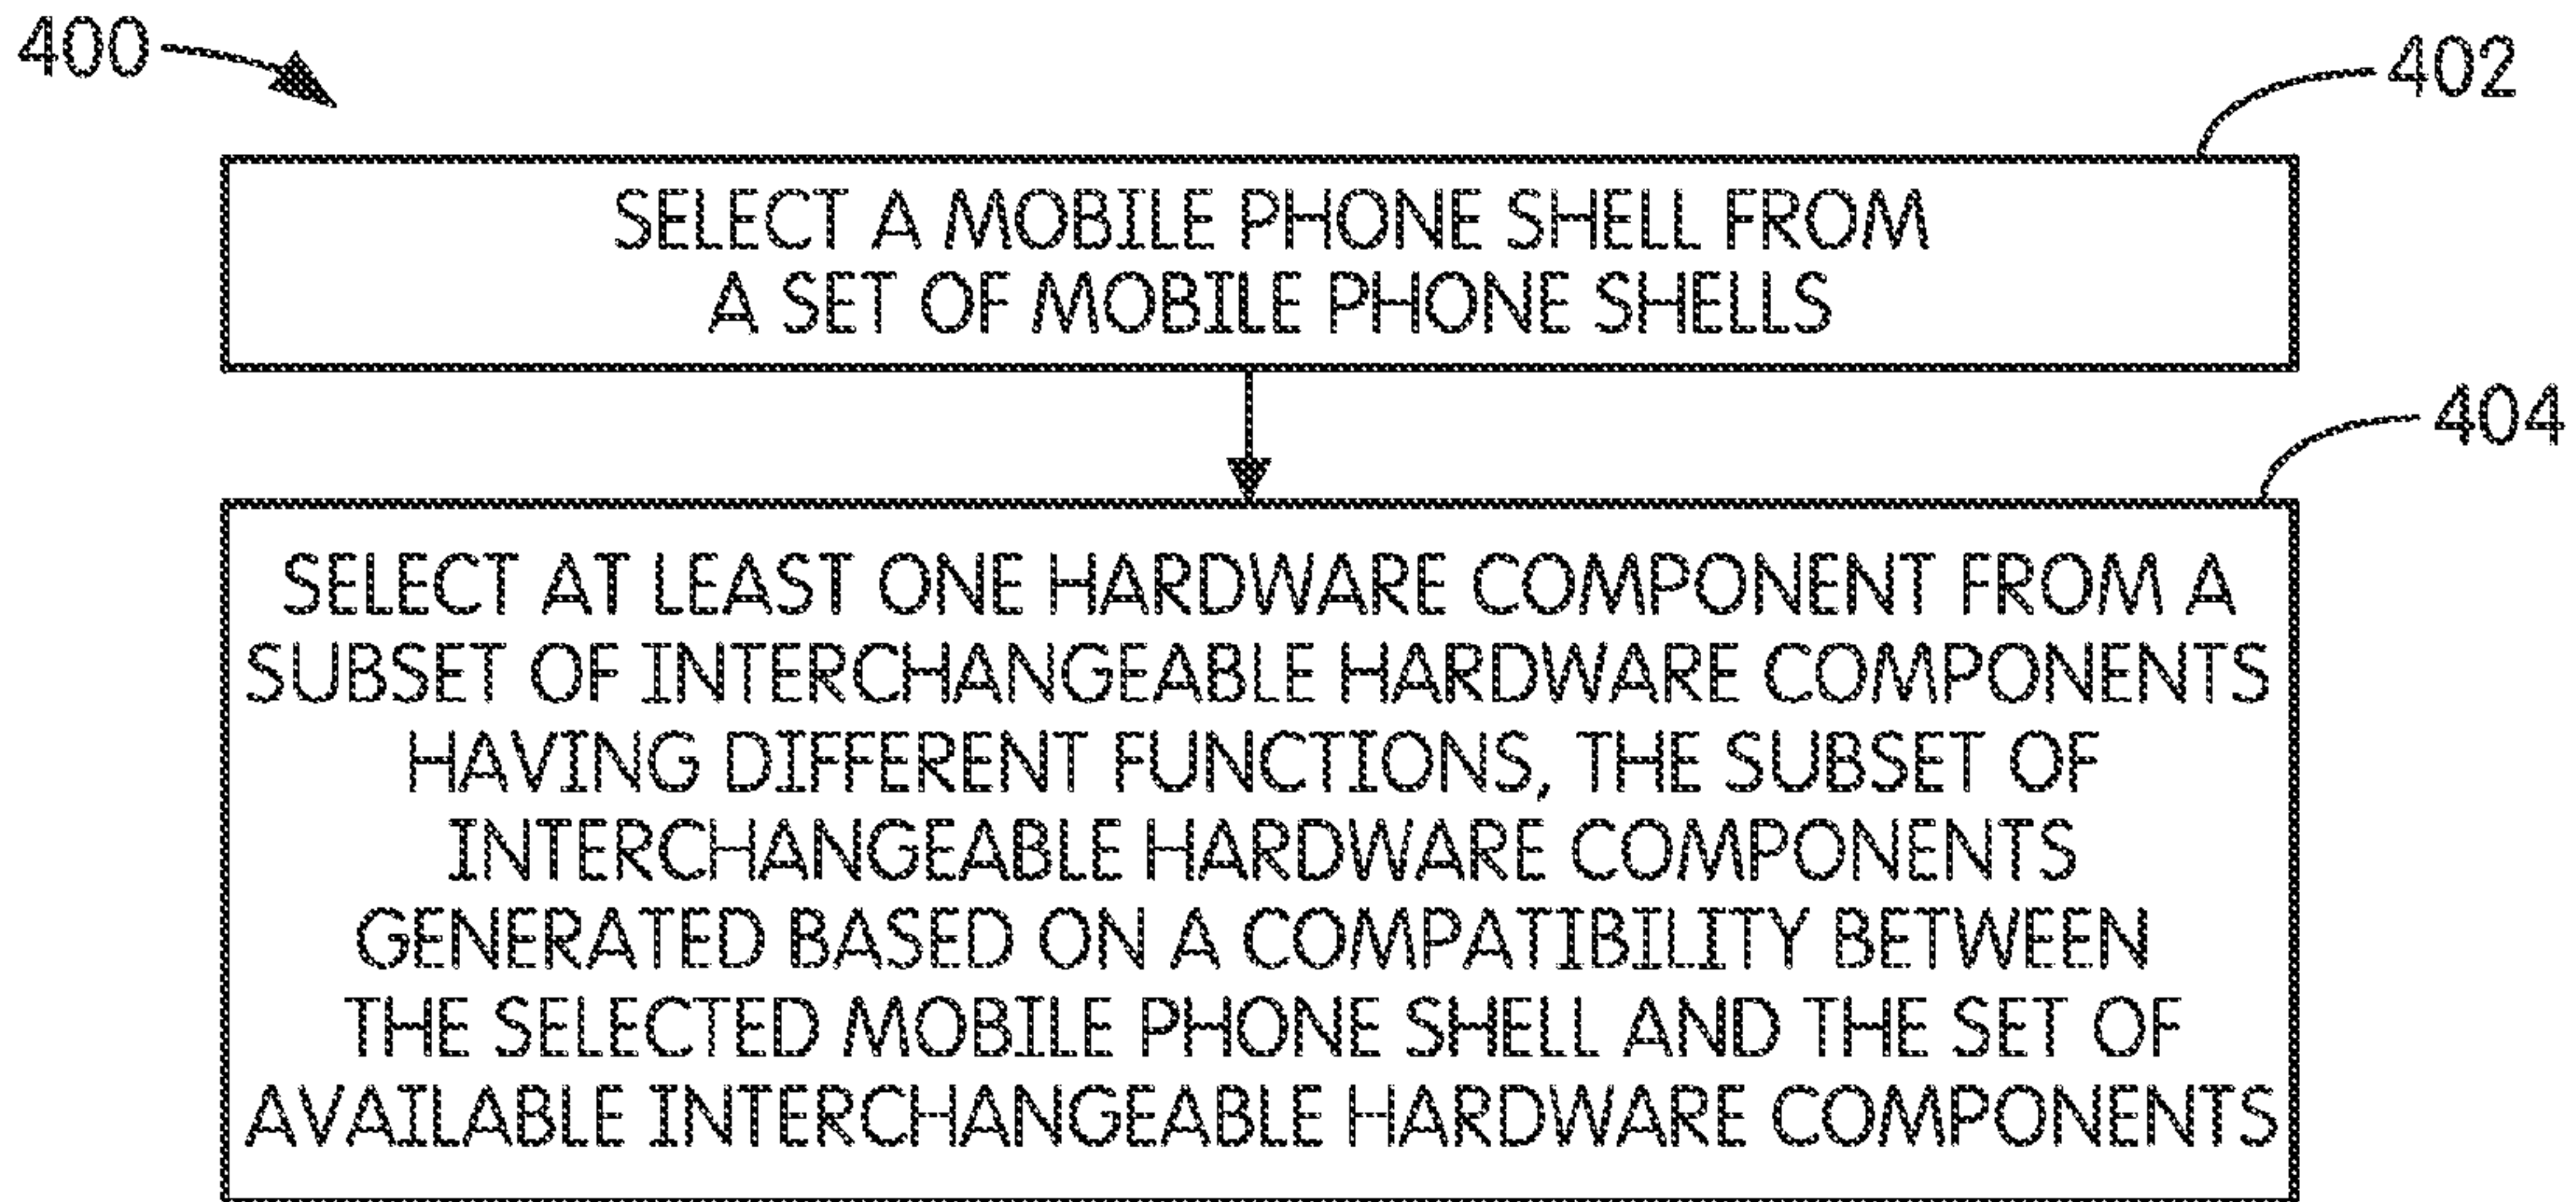 400
402
SELECT A MOBILE PHONE SHELL FROM
A SET OF MOBILE PHONE SHELLS
404
SELECT AT LEAST ONE HARDWARE COMPONENT FROM A
SUBSET OF INTERCHANGEABLE HARDWARE COMPONENTS
HAVING DIFFERENT FUNCTIONS, THE SUBSET OF
INTERCHANGEABLE HARDWARE COMPONENTS
GENERATED BASED ON A COMPATIBILITY BETWEEN
THE SELECTED MOBILE PHONE SHELL AND THE SET OF
AVAILABLE INTERCHANGEABLE HARDWARE COMPONENTS